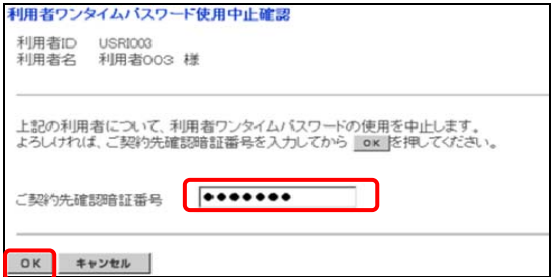 利用者ワンタイムパスワード使用中止確認
利用者ID USRI003
利用者名 利用者003 様
上記の利用者について、利用者ワンタイムパスワードの使用を中止します。
よろしければ、ご契約先確認暗証番号を入力してから OK を押してください。
ご契約先確認暗証番号 ●●●●●●●
OK キャンセル